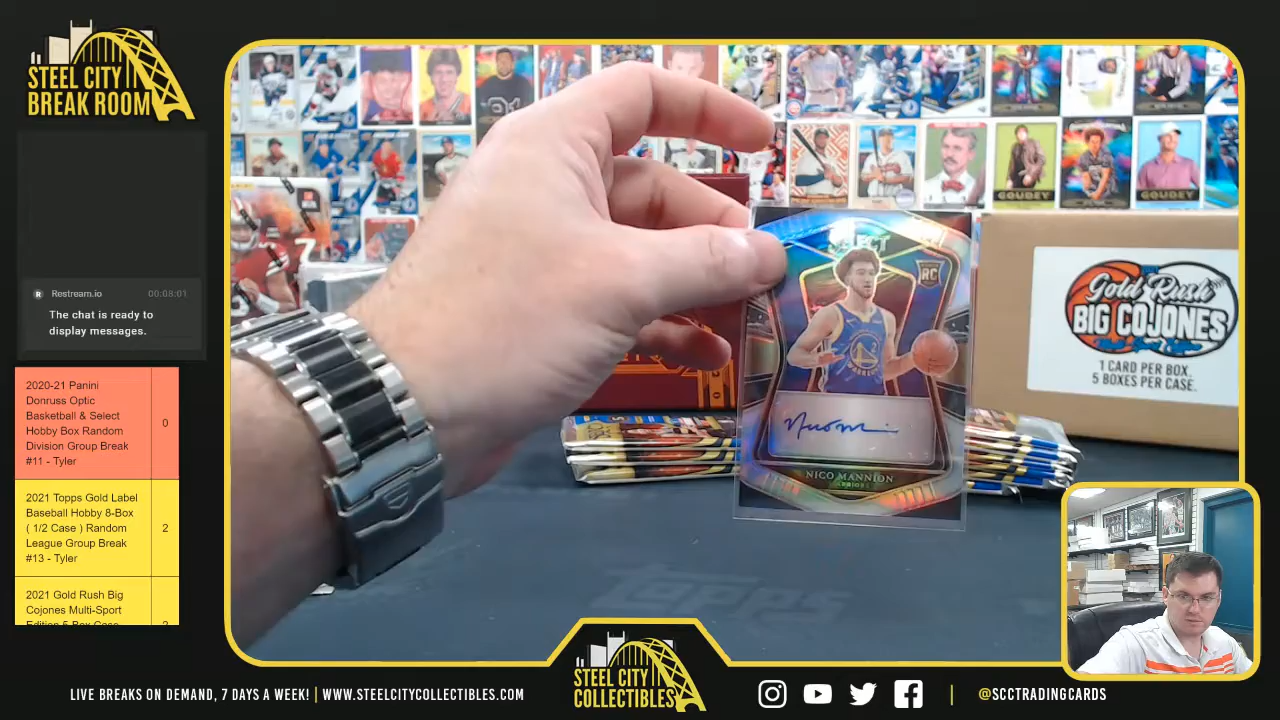 STEEL CITY
BREAK ROOM
Restream.io 00:08:01
The chat is ready to
display messages.
2020-21 Panini
Donruss Optic
Basketball & Select
Hobby Box Random
Division Group Break
#11 - Tyler
0
2021 Topps Gold Label
Baseball Hobby 8-Box
( 1/2 Case ) Random
League Group Break
#13 - Tyler
2
2021 Gold Rush Big
Cojones Multi-Sport
SELECT
RC
2
WARRIORS
NICO MANNION
Gold Rush
BIG COJONES
1 CARD PER BOX.
5 BOXES PER CASE.
GOUDEY
GOUDEY
91
7
TOPPS
STEEL CITY
COLLECTIBLES
LIVE BREAKS ON DEMAND, 7 DAYS A WEEK! | WWW.STEELCITYCOLLECTIBLES.COM
| @SCCTRADINGCARDS